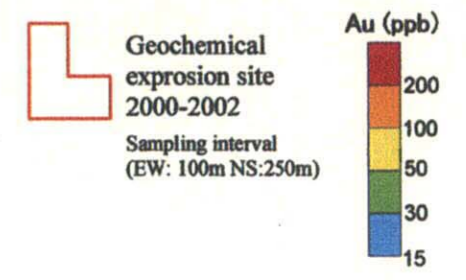 Geochemical
exprosion site
2000-2002
Sampling interval
(EW: 100m NS:250m)
Au (ppb)
200
100
50
30
15